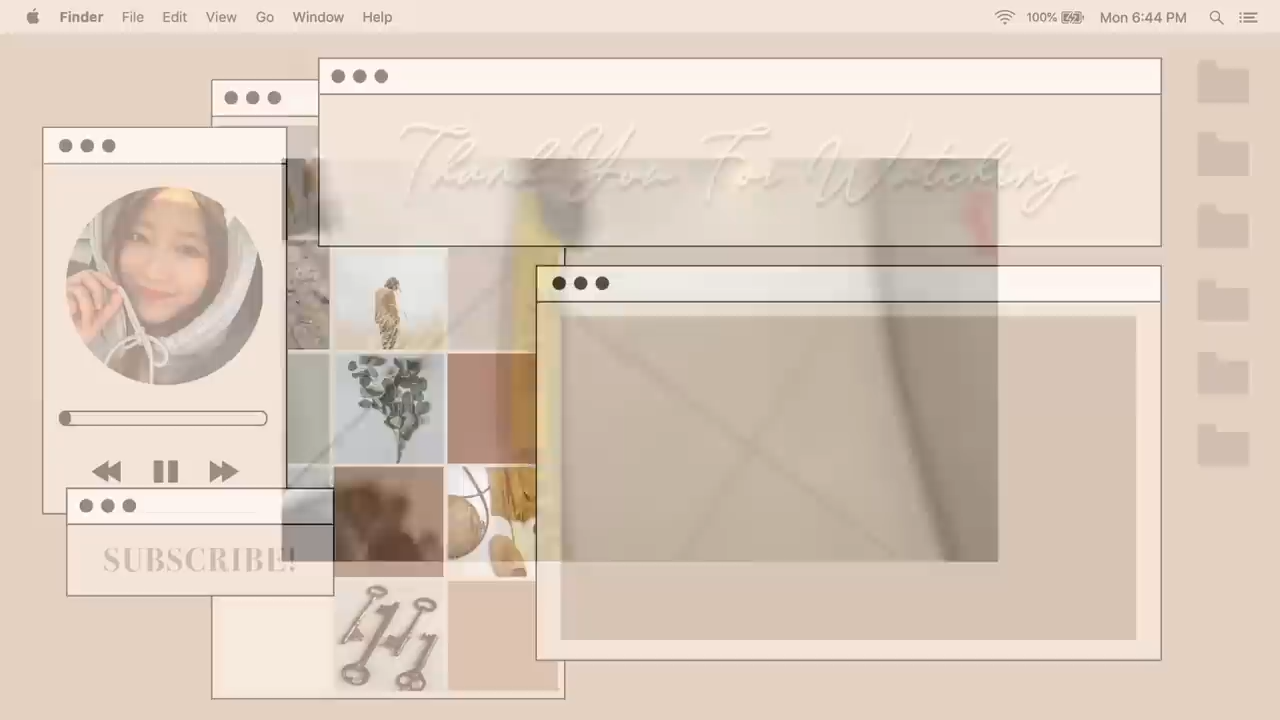 Finder File Edit View Go Window Help 100% Mon 6:44 PM
Thank You For Watching
SUBSCRIBE!